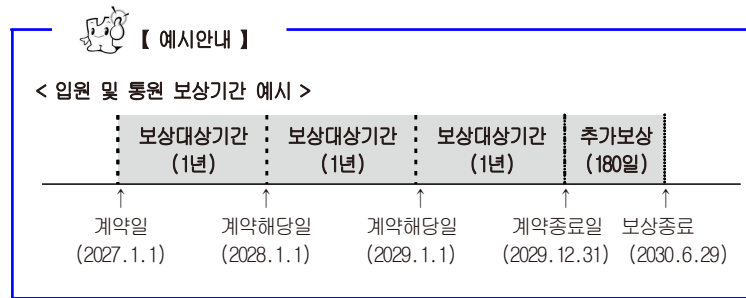 【 예시안내 】
< 입원 및 통원 보상기간 예시 >
보상대상기간 보상대상기간 보상대상기간 추가보상
(1년) (1년) (1년) (180일)
↑ ↑ ↑ ↑ ↑
계약일 계약해당일 계약해당일 계약종료일 보상종료
(2027.1.1) (2028.1.1) (2029.1.1) (2029.12.31) (2030.6.29)